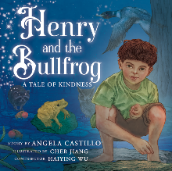 Henry
and the
Bullfrog
A TALE OF KINDNESS
STORY BY ANGELA CASTILLO
ILLUSTRATED BY CHER JIANG
HAIYING WU